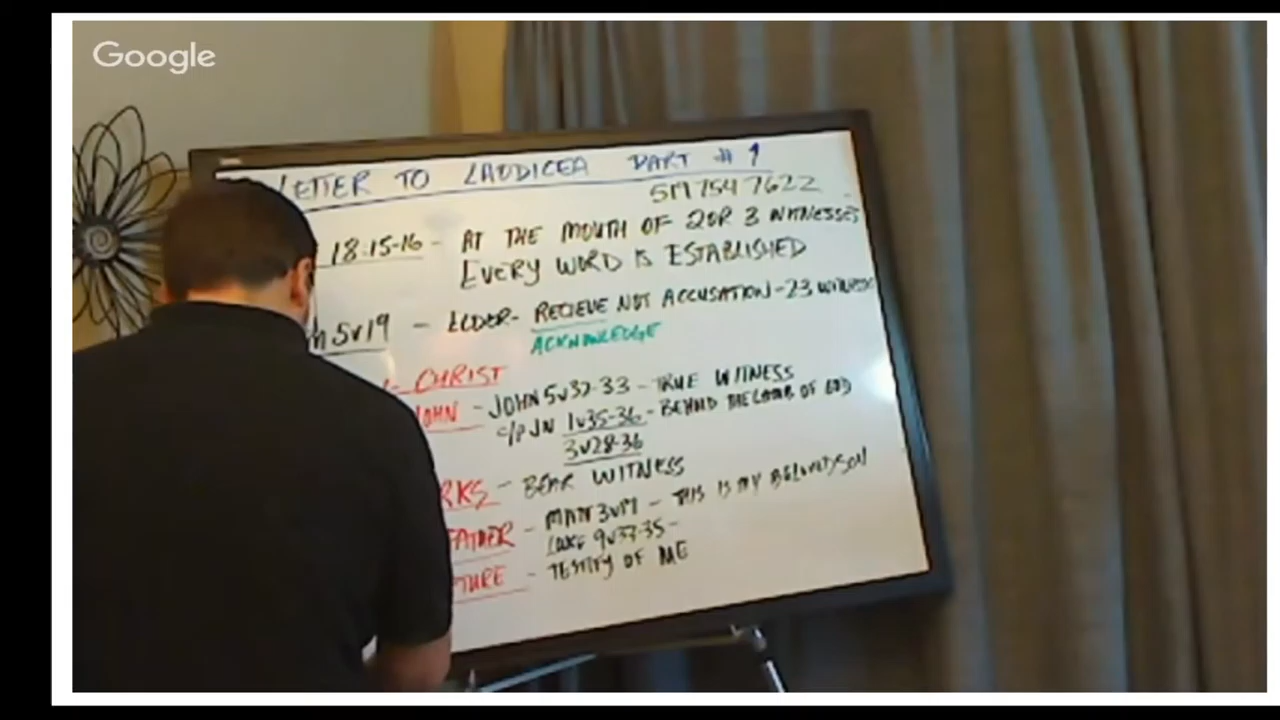 Google
LETTER TO LAODICEA PART # 1
519 754 7622
18:15-16 - AT THE MOUTH OF 2 OR 3 WITNESSES
EVERY WORD IS ESTABLISHED
5v19 - ELDER - RECIEVE NOT ACCUSATION - 23 WITNESS
ACKNOWLEDGE
CHRIST
JOHN - JOHN 5v32-33 - TRUE WITNESS
c/p JN 1v35-36 - BEHOLD THE LAMB OF GOD
3v28-36
RKS - BEAR WITNESS
FATHER - MATT 3v17 - THIS IS MY BELOVED SON
LUKE 9v33-35 -
TURE - TESTIFY OF ME